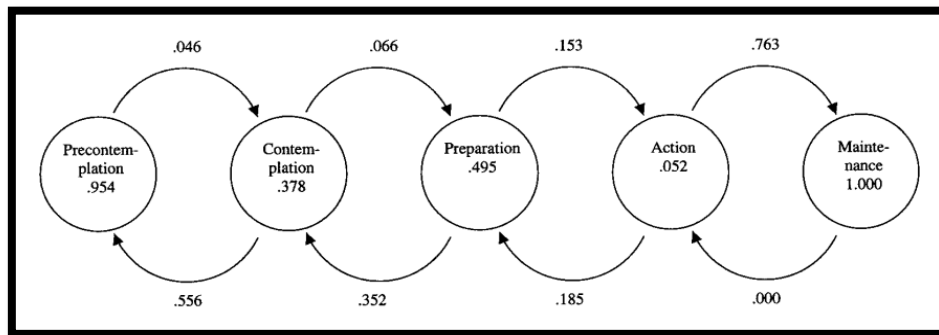 .046
.066
.153
.763
Precontem-
plation
.954
Contem-
plation
.378
Preparation
.495
Action
.052
Mainte-
nance
1.000
.556
.352
.185
.000